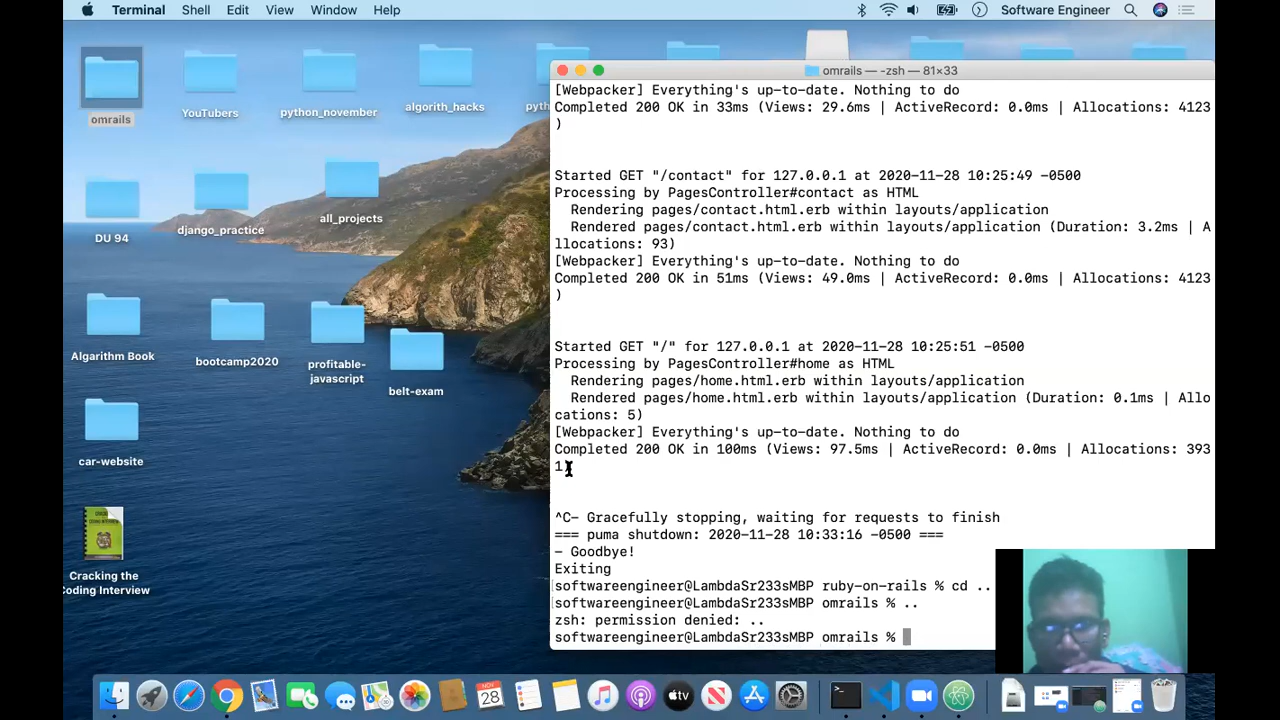 Terminal Shell Edit View Window Help Software Engineer
omrails
YouTubers
python_november
algorith_hacks
DU 94
django_practice
all_projects
Algarithm Book
bootcamp2020
profitable-
javascript
belt-exam
car-website
Cracking the
Coding Interview
omrails — -zsh — 81×33
[Webpacker] Everything's up-to-date. Nothing to do
Completed 200 OK in 33ms (Views: 29.6ms | ActiveRecord: 0.0ms | Allocations: 4123
)
Started GET "/contact" for 127.0.0.1 at 2020-11-28 10:25:49 -0500
Processing by PagesController#contact as HTML
Rendering pages/contact.html.erb within layouts/application
Rendered pages/contact.html.erb within layouts/application (Duration: 3.2ms | A
llocations: 93)
[Webpacker] Everything's up-to-date. Nothing to do
Completed 200 OK in 51ms (Views: 49.0ms | ActiveRecord: 0.0ms | Allocations: 4123
)
Started GET "/" for 127.0.0.1 at 2020-11-28 10:25:51 -0500
Processing by PagesController#home as HTML
Rendering pages/home.html.erb within layouts/application
Rendered pages/home.html.erb within layouts/application (Duration: 0.1ms | Allo
cations: 5)
[Webpacker] Everything's up-to-date. Nothing to do
Completed 200 OK in 100ms (Views: 97.5ms | ActiveRecord: 0.0ms | Allocations: 393
1)
^C- Gracefully stopping, waiting for requests to finish
=== puma shutdown: 2020-11-28 10:33:16 -0500 ===
- Goodbye!
Exiting
[softwareengineer@LambdaSr233sMBP ruby-on-rails % cd ..
[softwareengineer@LambdaSr233sMBP omrails % ..
zsh: permission denied: ..
softwareengineer@LambdaSr233sMBP omrails %
NOV
28